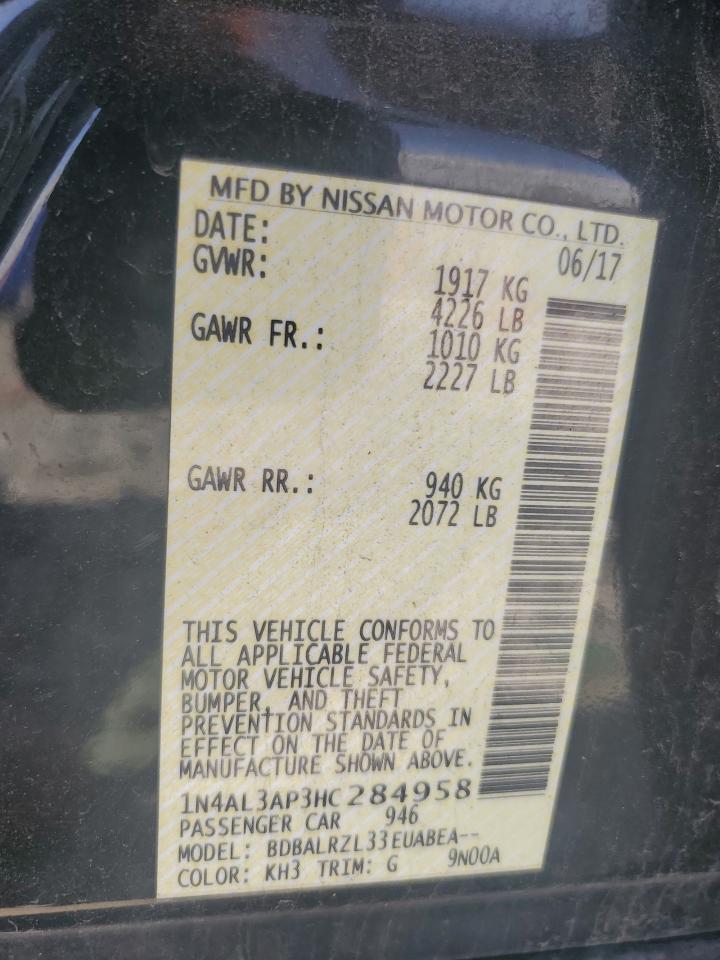 MFD BY NISSAN MOTOR CO., LTD.
DATE: 06/17
GVWR: 1917 KG
4226 LB
GAWR FR.: 1010 KG
2227 LB
GAWR RR.: 940 KG
2072 LB
THIS VEHICLE CONFORMS TO
ALL APPLICABLE FEDERAL
MOTOR VEHICLE SAFETY,
BUMPER, AND THEFT
PREVENTION STANDARDS IN
EFFECT ON THE DATE OF
MANUFACTURE SHOWN ABOVE.
1N4AL3AP3HC284958
PASSENGER CAR 946
MODEL: BDBALRZL33EUABEA--
COLOR: KH3 TRIM: G 9N00A